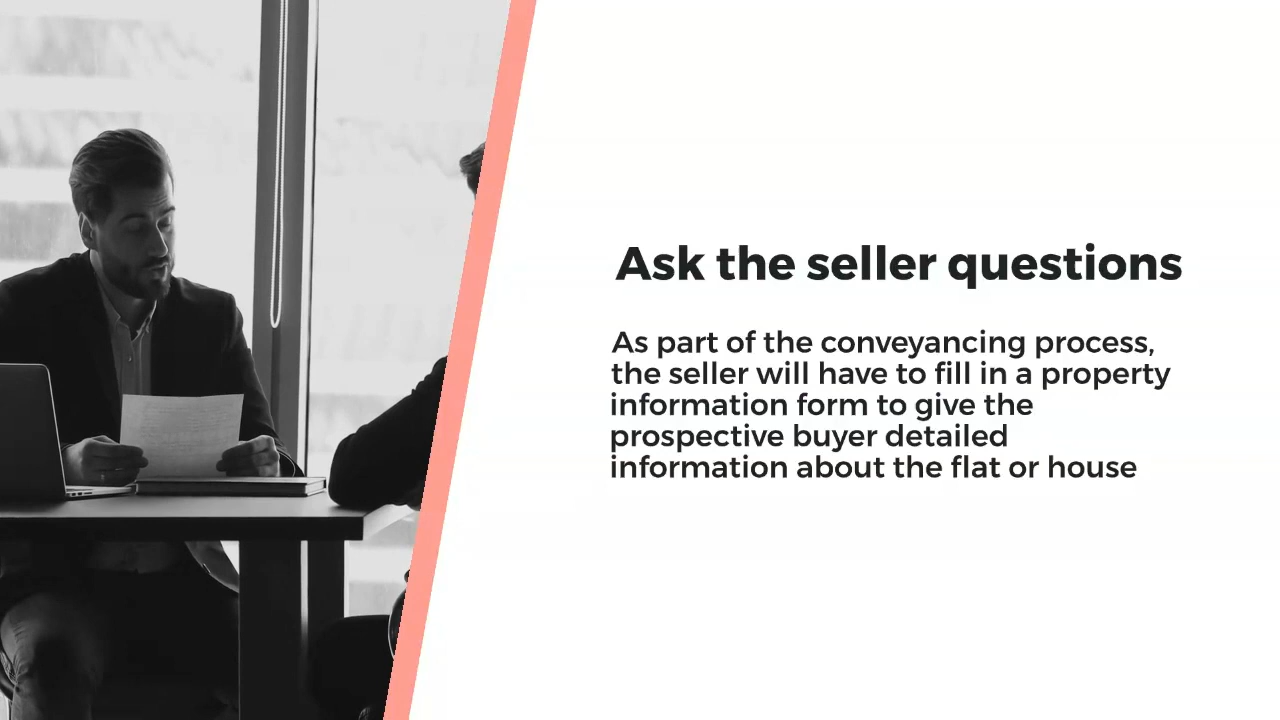 Ask the seller questions
As part of the conveyancing process,
the seller will have to fill in a property
information form to give the
prospective buyer detailed
information about the flat or house